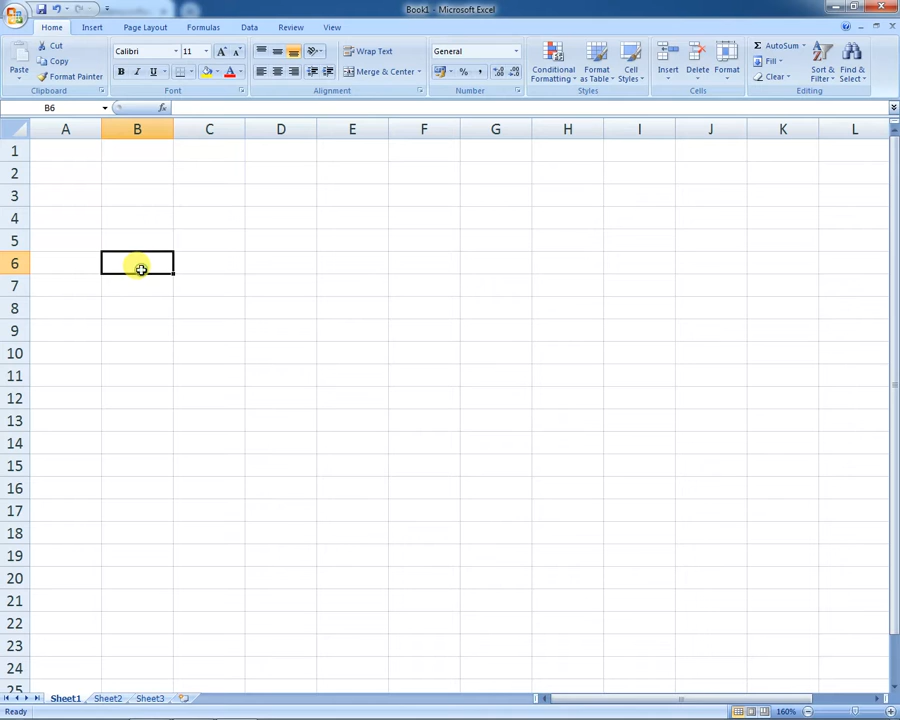 Book1 - Microsoft Excel
Home Insert Page Layout Formulas Data Review View
Cut Calibri 11 Wrap Text General AutoSum
Copy Paste Format Painter Merge & Center Conditional Formatting Format as Table Cell Styles Insert Delete Format Fill Clear Sort & Filter Find & Select
Clipboard Font Alignment Number Styles Cells Editing
B6 fx
A B C D E F G H I J K L
1
2
3
4
5
6
7
8
9
10
11
12
13
14
15
16
17
18
19
20
21
22
23
24
25
Sheet1 Sheet2 Sheet3
Ready 160%